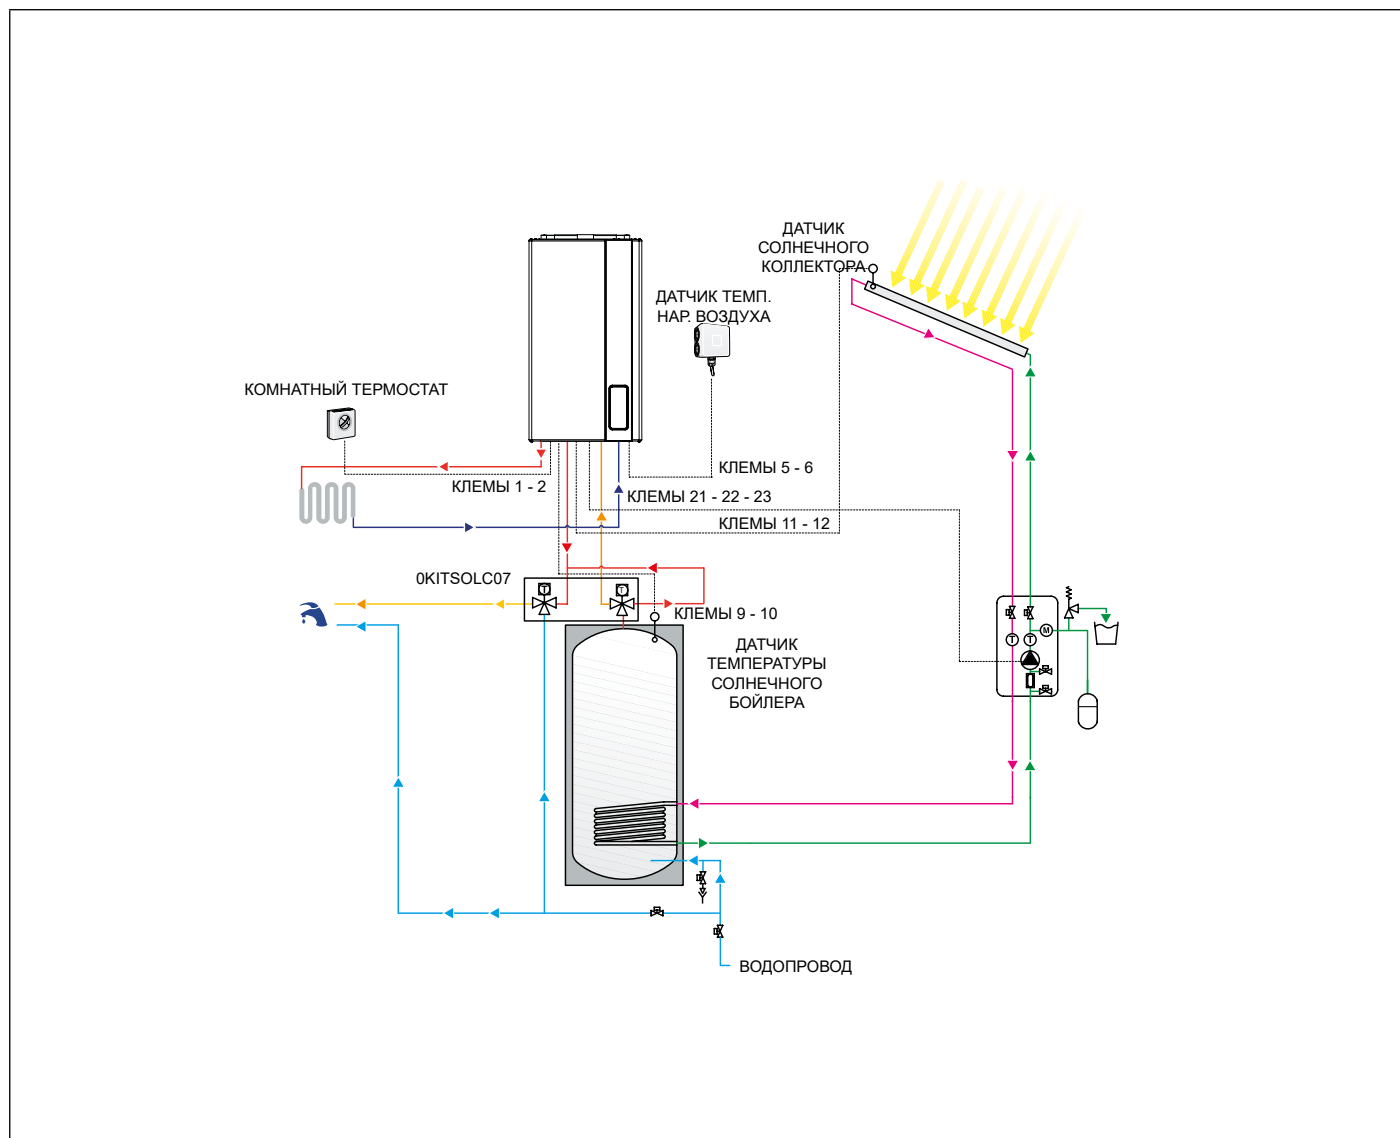 ДАТЧИК
СОЛНЕЧНОГО
КОЛЛЕКТОРА
ДАТЧИК ТЕМП.
НАР. ВОЗДУХА
КОМНАТНЫЙ ТЕРМОСТАТ
КЛЕМЫ 5 - 6
КЛЕМЫ 1 - 2
КЛЕМЫ 21 - 22 - 23
КЛЕМЫ 11 - 12
0KITSOLC07
T
T
КЛЕМЫ 9 - 10
M
T
T
ДАТЧИК
ТЕМПЕРАТУРЫ
СОЛНЕЧНОГО
БОЙЛЕРА
ВОДОПРОВОД